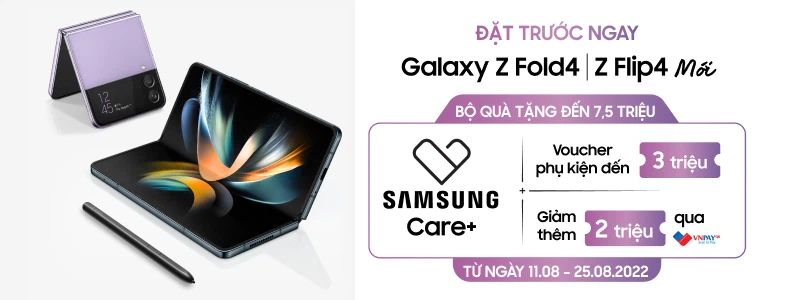 ĐẶT TRƯỚC NGAY
Galaxy Z Fold4 | Z Flip4 Mới
BỘ QUÀ TẶNG ĐẾN 7,5 TRIỆU
SAMSUNG
Care+
+
Voucher
phụ kiện đến
3 triệu
+
Giảm
thêm
2 triệu
qua
VNPAY
TỪ NGÀY 11.08 - 25.08.2022
12
45